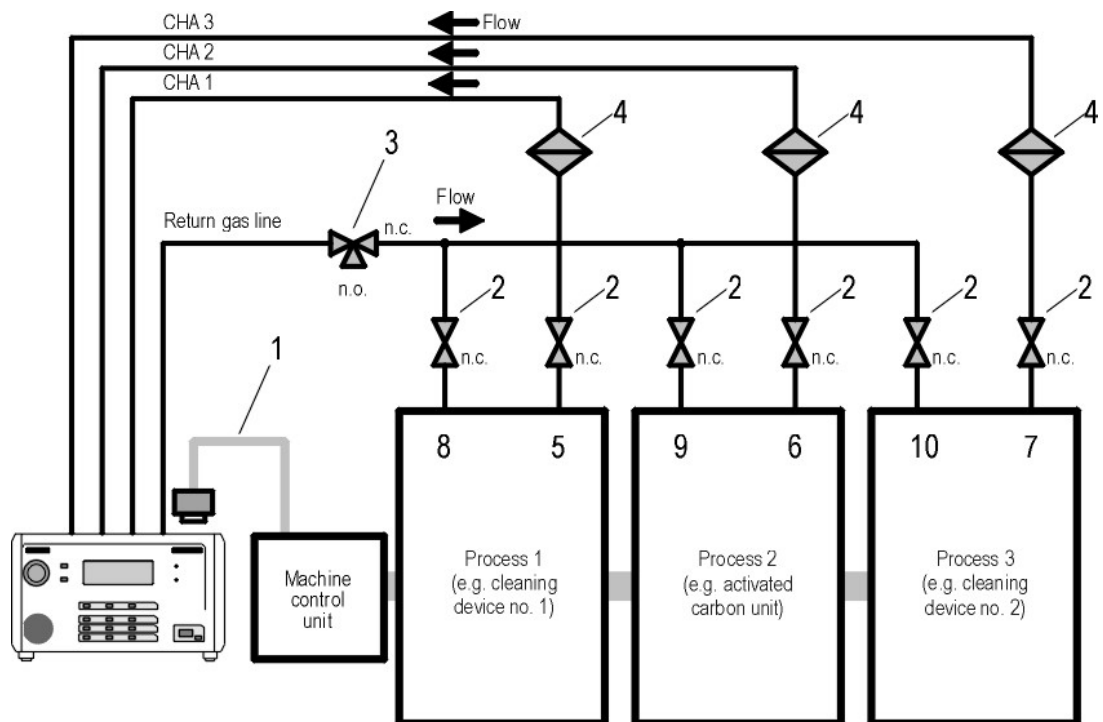 CHA 3
Flow
CHA 2
CHA 1
4
4
4
3
Flow
Return gas line
n.c.
n.o.
2
2
2
2
2
2
n.c.
n.c.
n.c.
n.c.
n.c.
n.c.
1
8
5
9
6
10
7
Machine
control
unit
Process 1
(e.g. cleaning
device no. 1)
Process 2
(e.g. activated
carbon unit)
Process 3
(e.g. cleaning
device no. 2)